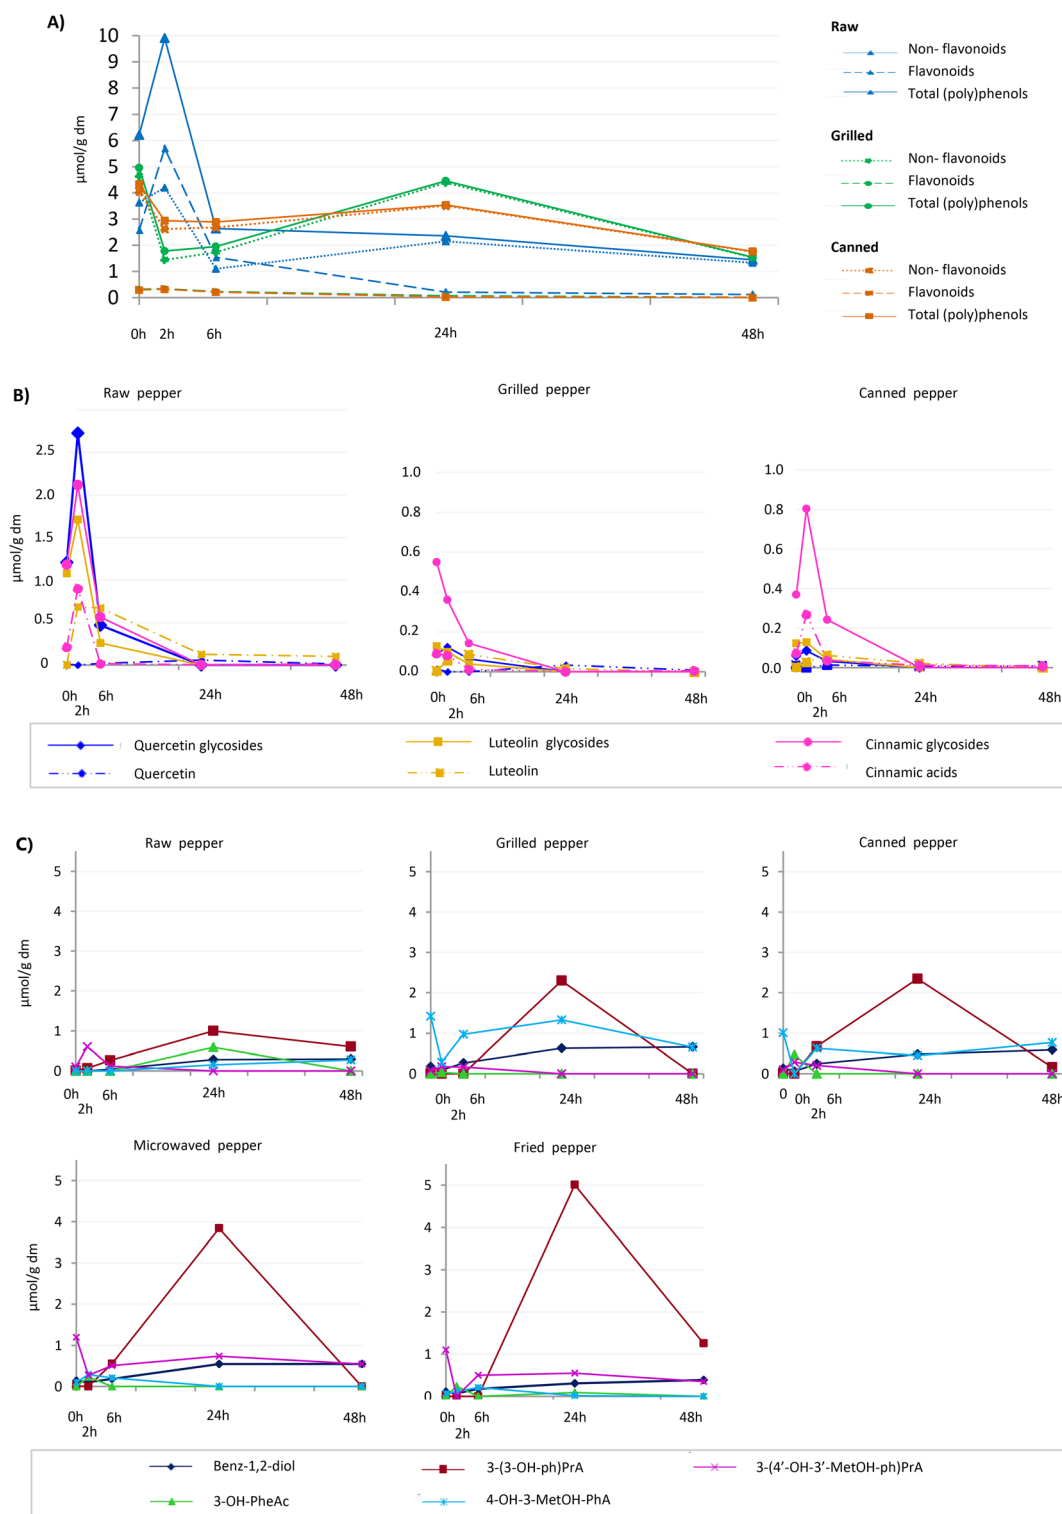 A)
10
9
8
7
6
5
4
3
2
1
0
µmol/g dm
0h 2h 6h 24h 48h
Raw
Non- flavonoids
Flavonoids
Total (poly)phenols
Grilled
Non- flavonoids
Flavonoids
Total (poly)phenols
Canned
Non- flavonoids
Flavonoids
Total (poly)phenols
B)
Raw pepper
2.5
2.0
1.5
1.0
0.5
0
µmol/g dm
0h 6h 24h 48h
2h
Grilled pepper
1.0
0.8
0.6
0.4
0.2
0.0
0h 6h 24h 48h
2h
Canned pepper
1.0
0.8
0.6
0.4
0.2
0.0
0h 6h 24h 48h
2h
Quercetin glycosides
Luteolin glycosides
Cinnamic glycosides
Quercetin
Luteolin
Cinnamic acids
C)
Raw pepper
5
4
3
2
1
0
µmol/g dm
0h 6h 24h 48h
2h
Grilled pepper
5
4
3
2
1
0
0h 6h 24h 48h
2h
Canned pepper
5
4
3
2
1
0
0 0h 6h 24h 48h
2h
Microwaved pepper
5
4
3
2
1
0
µmol/g dm
0h 6h 24h 48h
2h
Fried pepper
5
4
3
2
1
0
0h 6h 24h 48h
2h
Benz-1,2-diol
3-(3-OH-ph)PrA
3-(4′-OH-3′-MetOH-ph)PrA
3-OH-PheAc
4-OH-3-MetOH-PhA